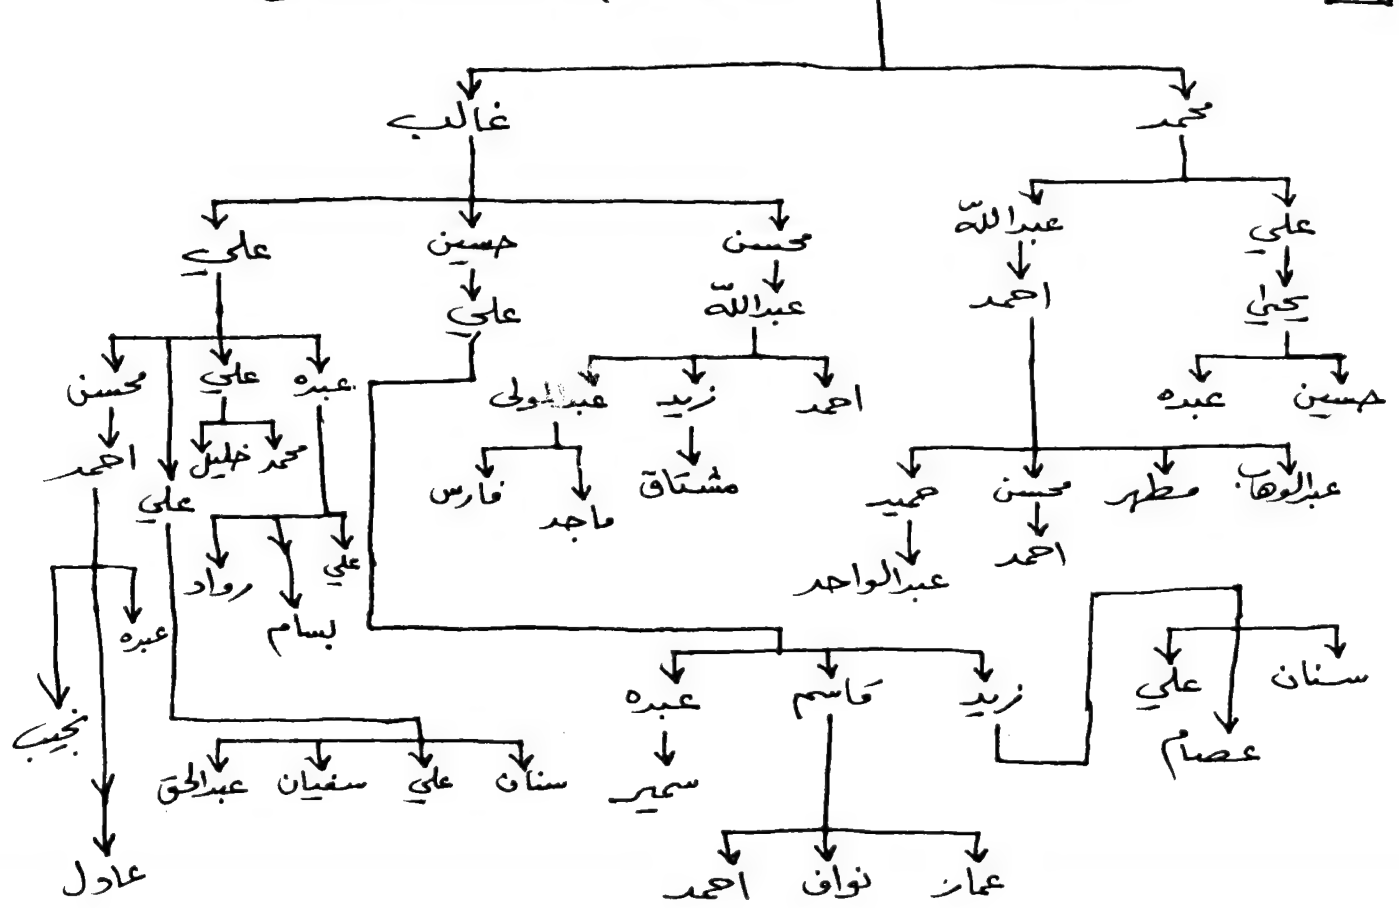 محمد غالب
علي عبدالله محسن حسين علي
يحيى احمد عبدالله علي
عبده علي علي محسن
حسين عبده احمد زيد عبدالمولى
محمد خليل احمد
عبدالوهاب مطهر محسن حميد مشتاق فارس علي
ماجد
احمد عبدالواحد علي رواد
بسام عبده
سنان علي زيد قاسم عبده
عصام نجيب
سمير سنان علي سفيان عبدالحق
نواف احمد عادل